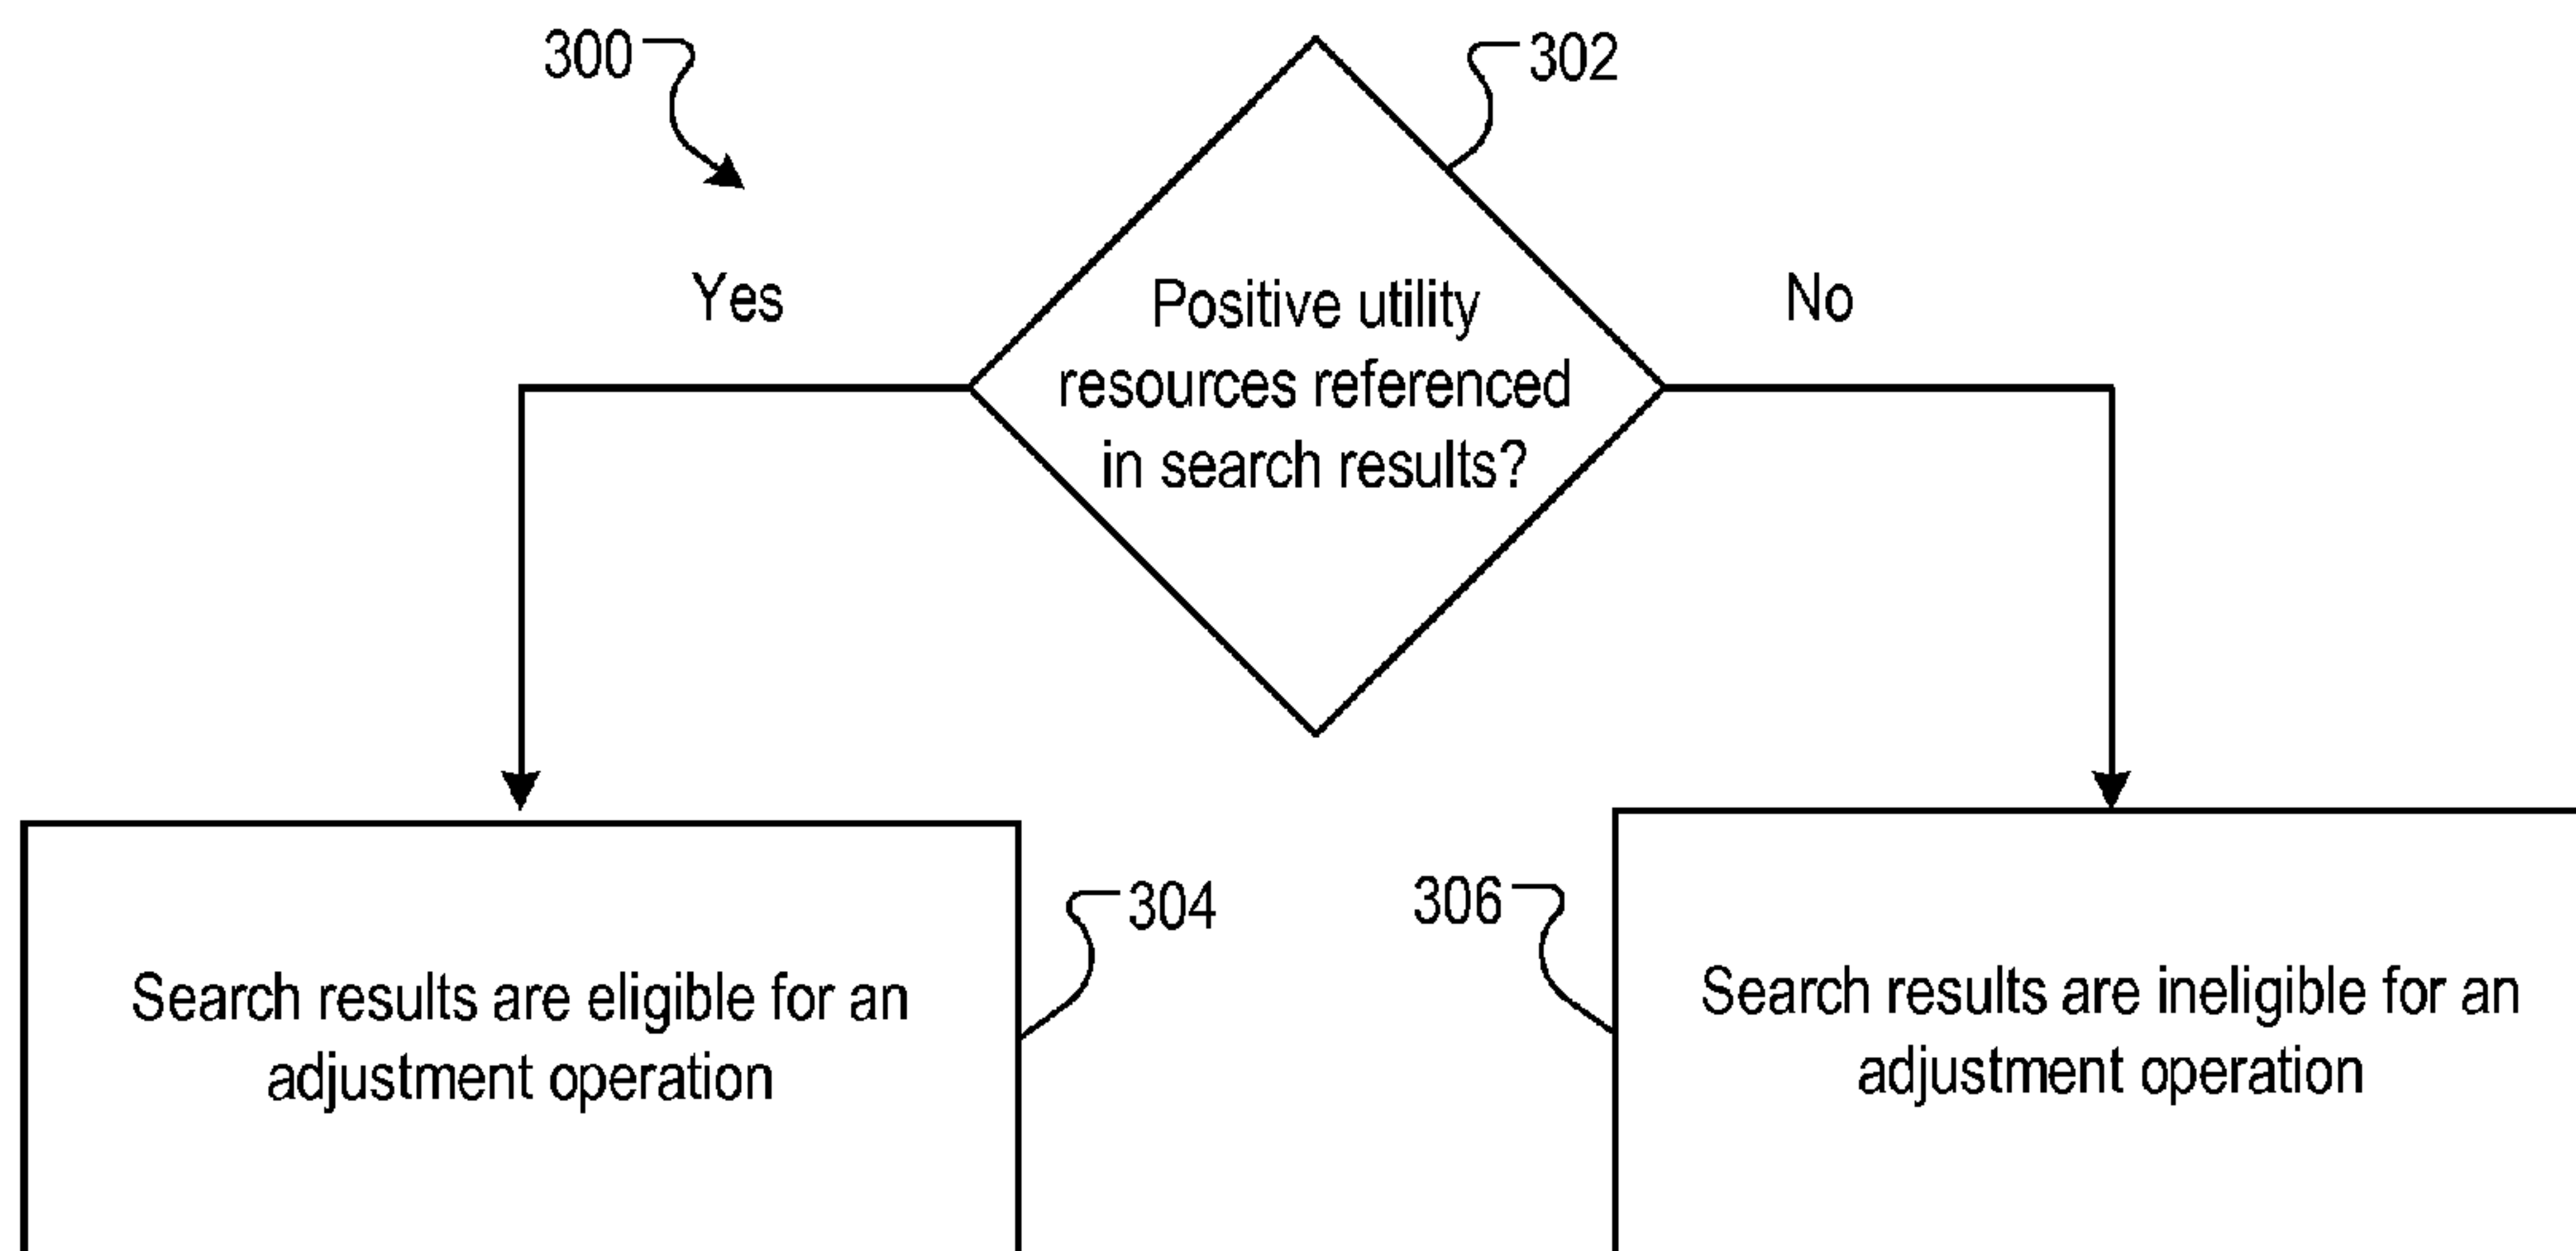 300
302
Yes
No
Positive utility
resources referenced
in search results?
304
306
Search results are eligible for an
adjustment operation
Search results are ineligible for an
adjustment operation